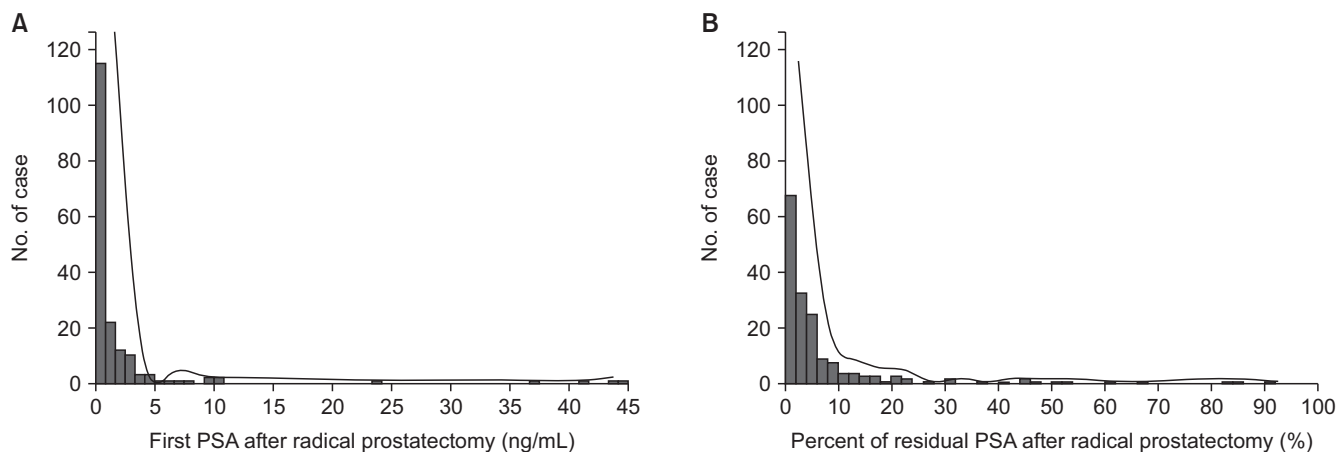 A
No. of case
120
100
80
60
40
20
0
0 5 10 15 20 25 30 35 40 45
First PSA after radical prostatectomy (ng/mL)
B
No. of case
120
100
80
60
40
20
0
0 10 20 30 40 50 60 70 80 90 100
Percent of residual PSA after radical prostatectomy (%)